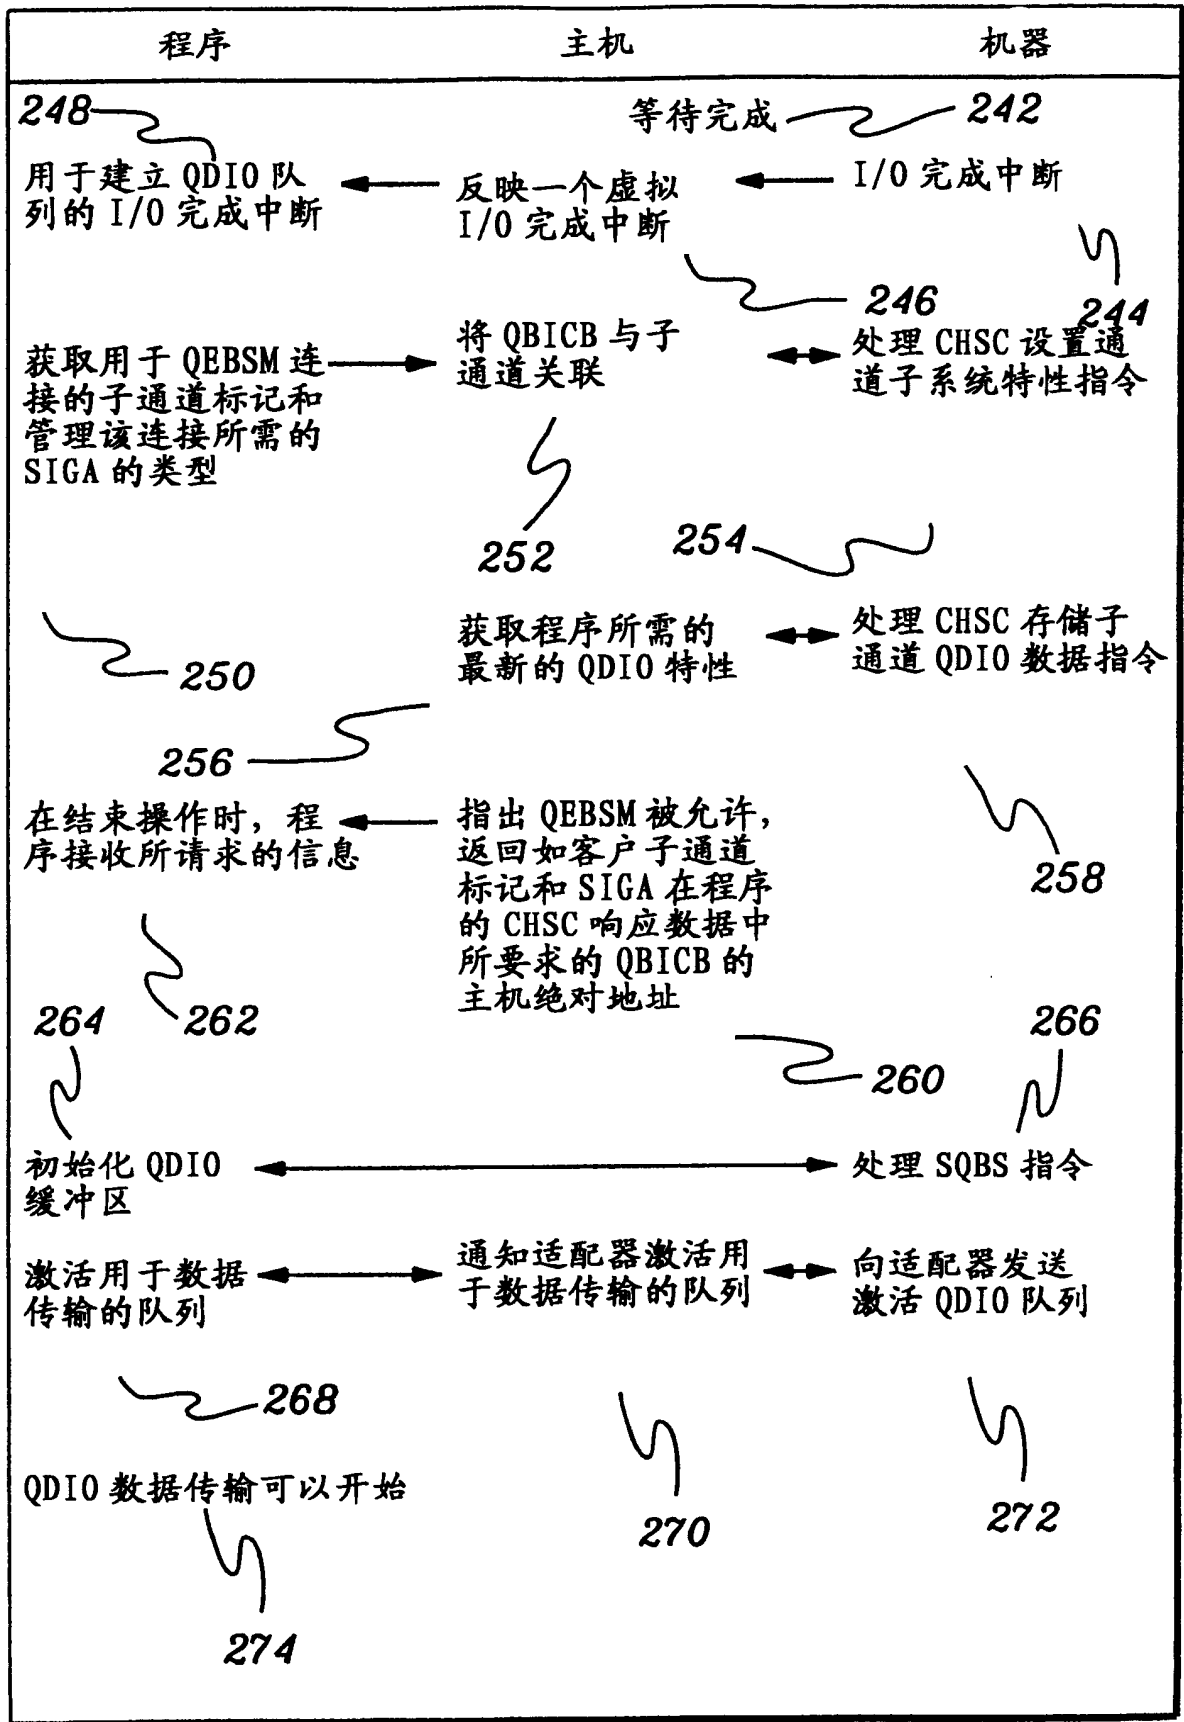 程序 主机 机器
248
等待完成 242
用于建立 QDIO 队
列的 I/O 完成中断
反映一个虚拟
I/O 完成中断
I/O 完成中断
246
244
获取用于 QEBSM 连
接的子通道标记和
管理该连接所需的
SIGA 的类型
将 QBICB 与子
通道关联
处理 CHSC 设置通
道子系统特性指令
252
254
250
获取程序所需的
最新的 QDIO 特性
处理 CHSC 存储子
通道 QDIO 数据指令
256
258
在结束操作时，程
序接收所请求的信息
指出 QEBSM 被允许，
返回如客户子通道
标记和 SIGA 在程序
的 CHSC 响应数据中
所要求的 QBICB 的
主机绝对地址
264
262
266
260
初始化 QDIO
缓冲区
处理 SQBS 指令
激活用于数据
传输的队列
通知适配器激活用
于数据传输的队列
向适配器发送
激活 QDIO 队列
268
270
272
QDIO 数据传输可以开始
274